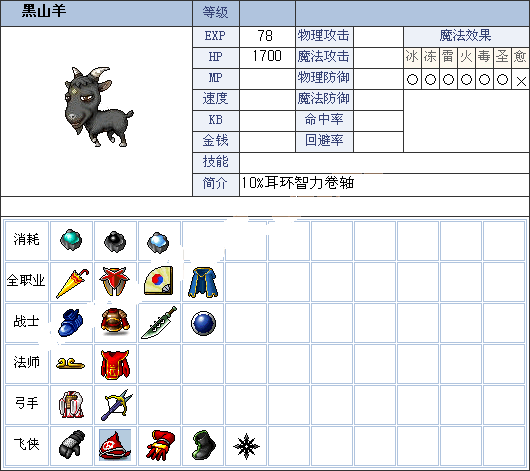 黑山羊 等级
EXP 78 物理攻击 魔法效果
HP 1700 魔法攻击 冰 冻 雷 火 毒 圣 愈
MP 物理防御 ○ ○ ○ ○ ○ ○ ×
速度 魔法防御
KB 命中率
金钱 回避率
技能
简介 10%耳环智力卷轴
消耗
全职业
战士
法师
弓手
飞侠